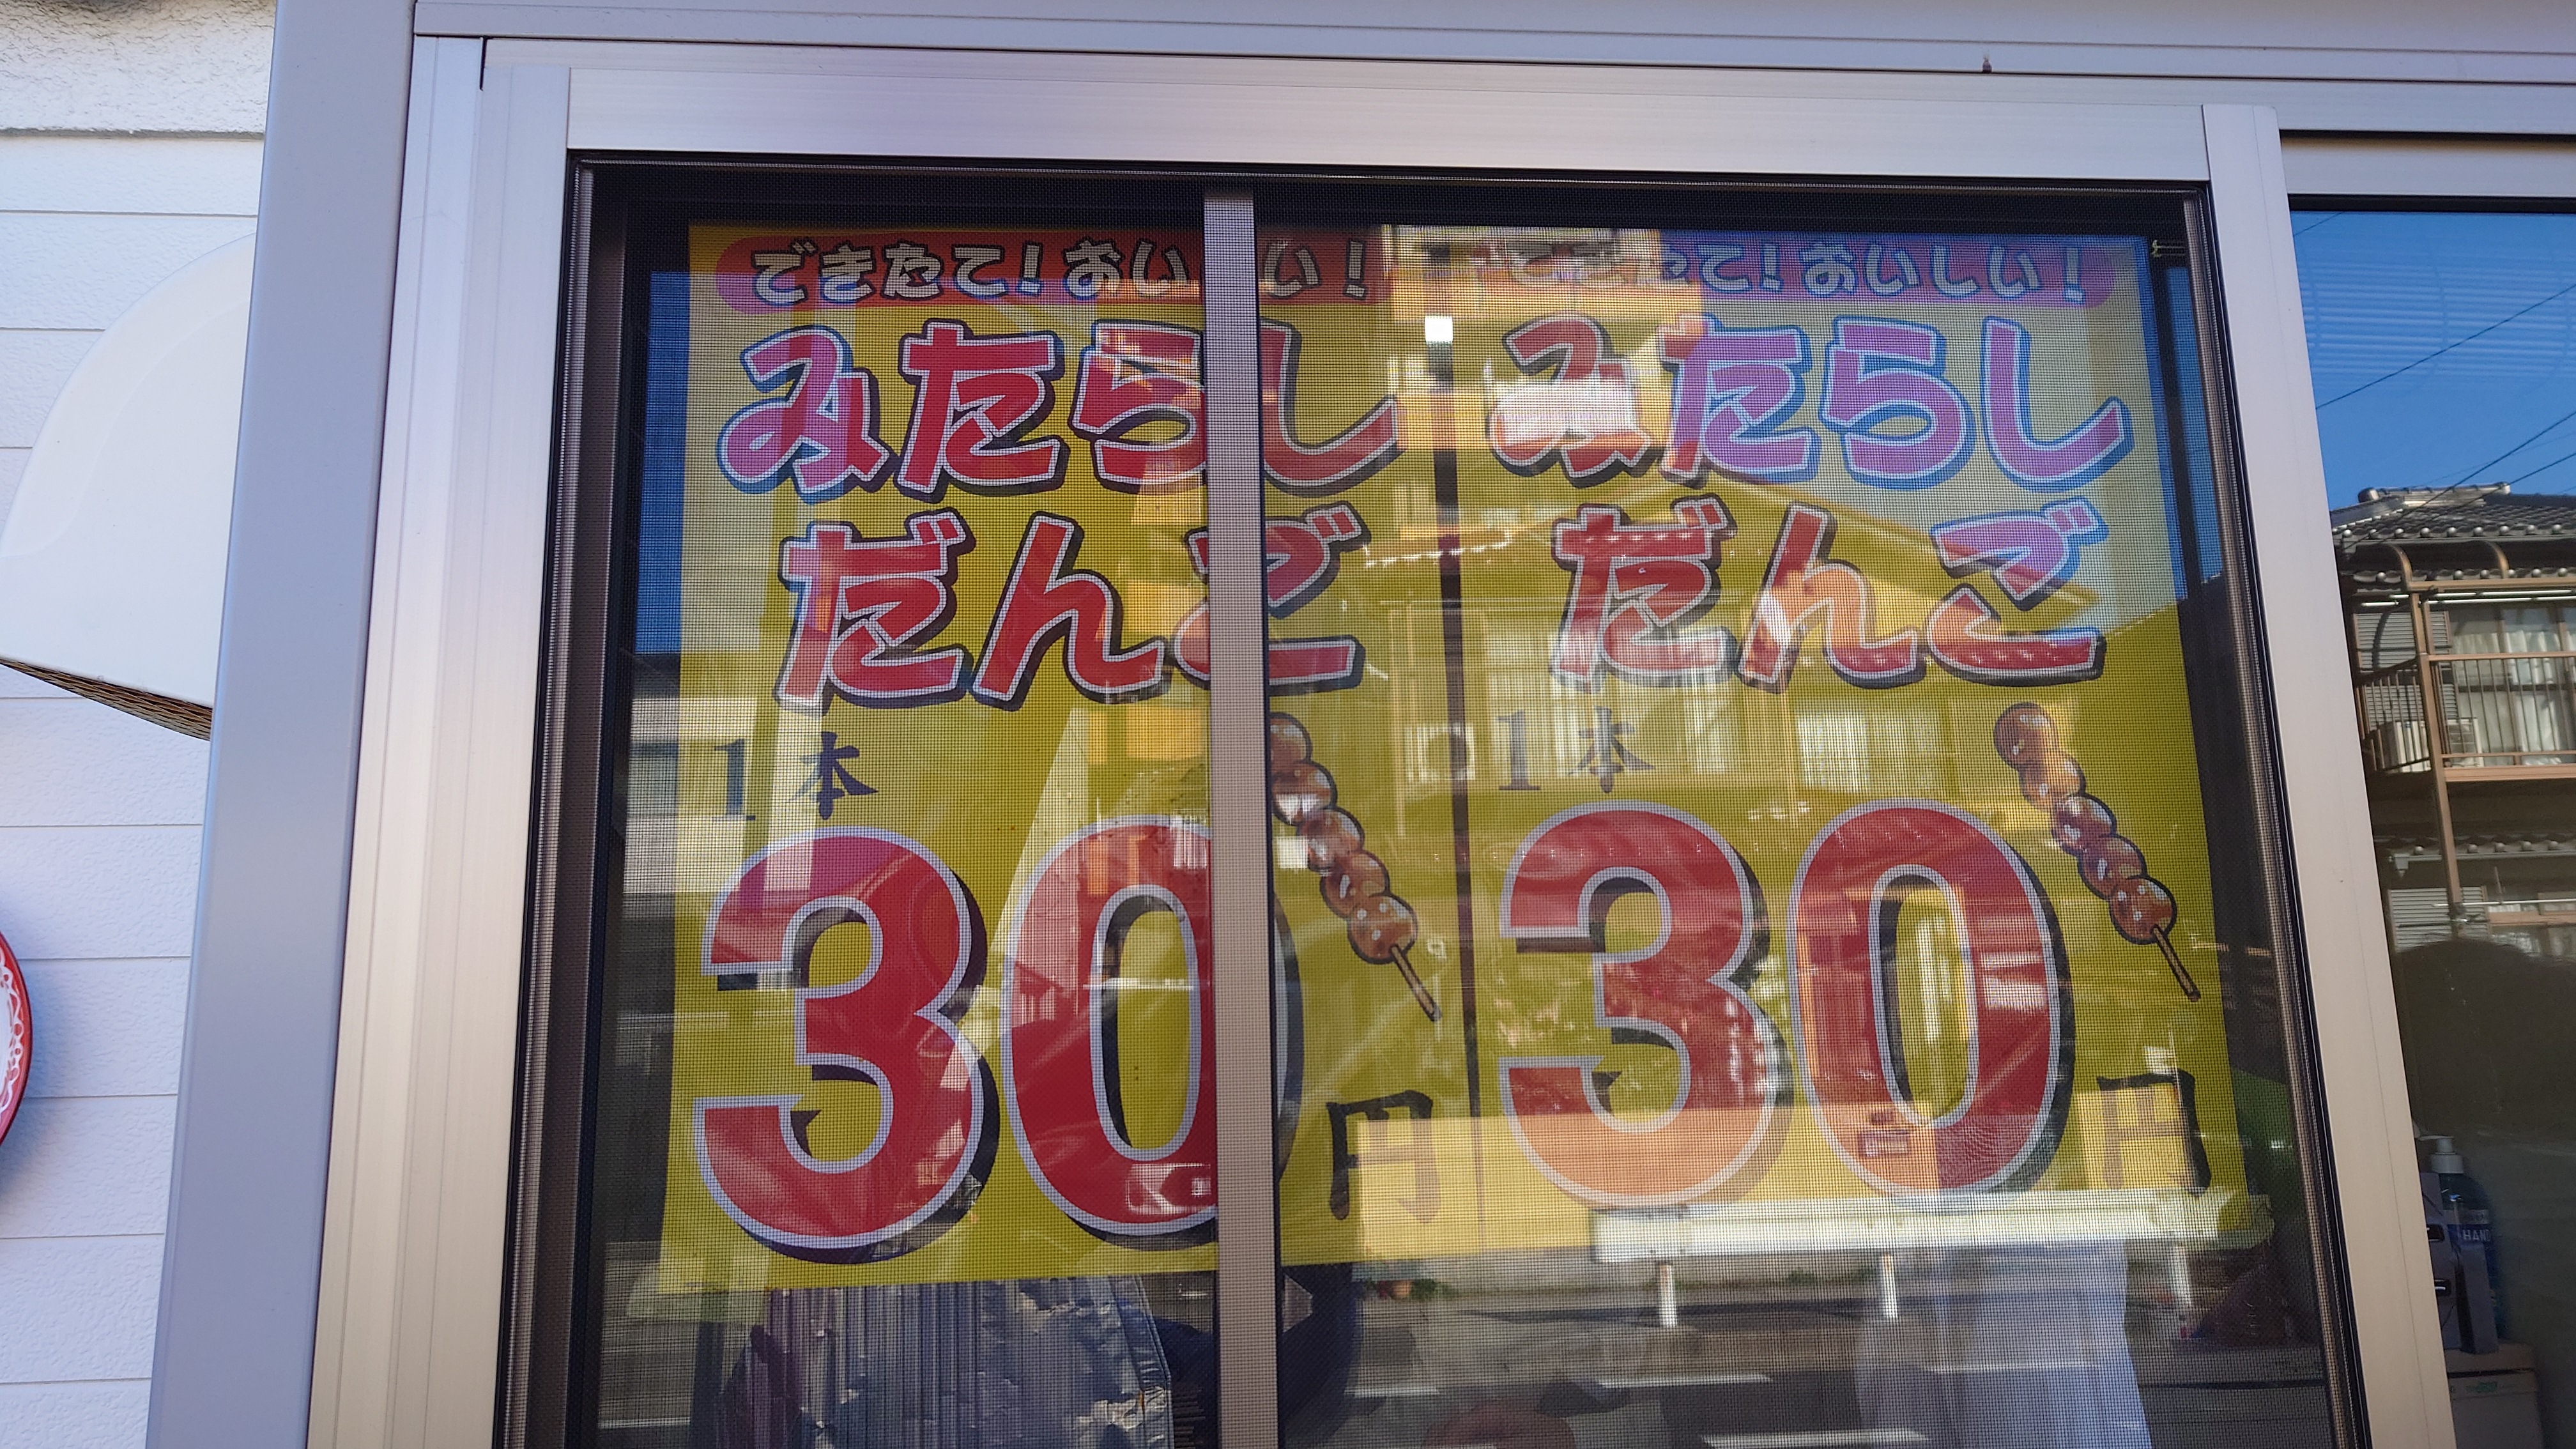 できたて！おいしい！
みたらし
だんご
1本
30円
できたて！おいしい！
みたらし
だんご
1本
30円